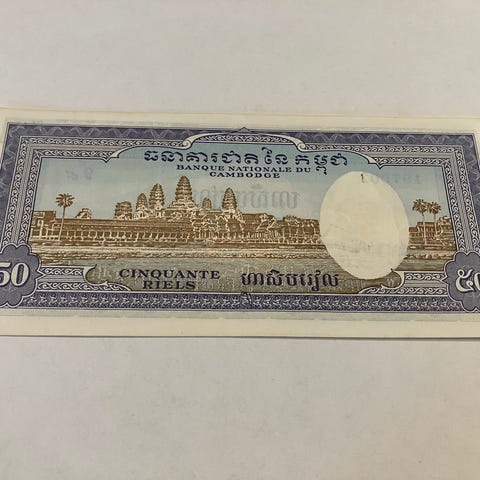 ធនាគារជាតិនៃកម្ពុជា
BANQUE NATIONALE DU
CAMBODGE
50
CINQUANTE
RIELS
ហាសិបរៀល
៥០